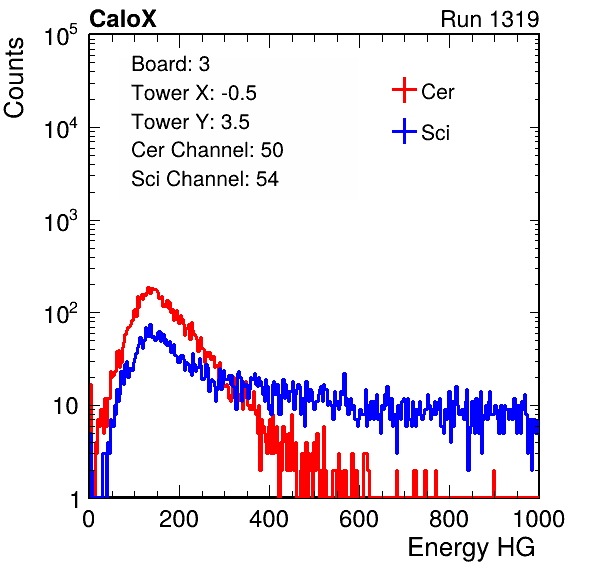 CaloX Run 1319
Counts
10^5
10^4
10^3
10^2
10
1
Board: 3
Tower X: -0.5
Tower Y: 3.5
Cer Channel: 50
Sci Channel: 54
Cer
Sci
0 200 400 600 800 1000
Energy HG